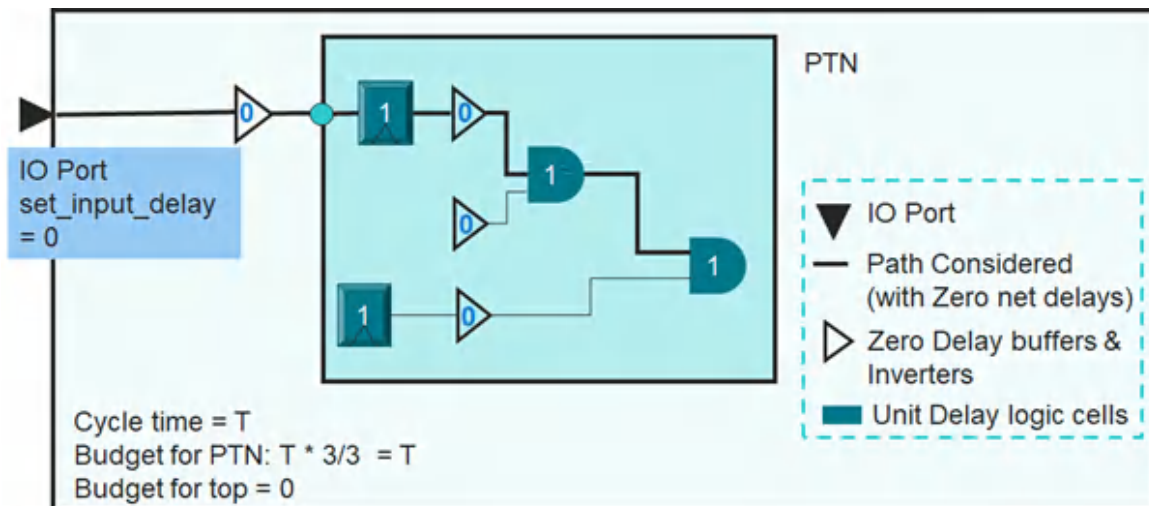 PTN
0
1
0
IO Port
set_input_delay
= 0
1
0
1
1
0
IO Port
Path Considered
(with Zero net delays)
Zero Delay buffers &
Inverters
Unit Delay logic cells
Cycle time = T
Budget for PTN: T * 3/3 = T
Budget for top = 0